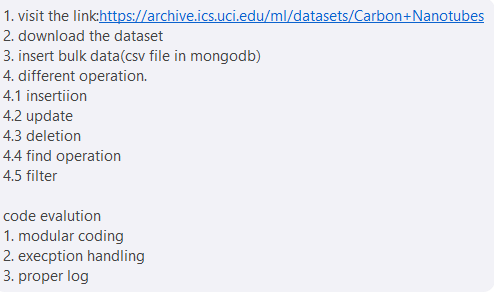 1. visit the link:https://archive.ics.uci.edu/ml/datasets/Carbon+Nanotubes
2. download the dataset
3. insert bulk data(csv file in mongodb)
4. different operation.
4.1 insertiion
4.2 update
4.3 deletion
4.4 find operation
4.5 filter
code evalution
1. modular coding
2. execption handling
3. proper log